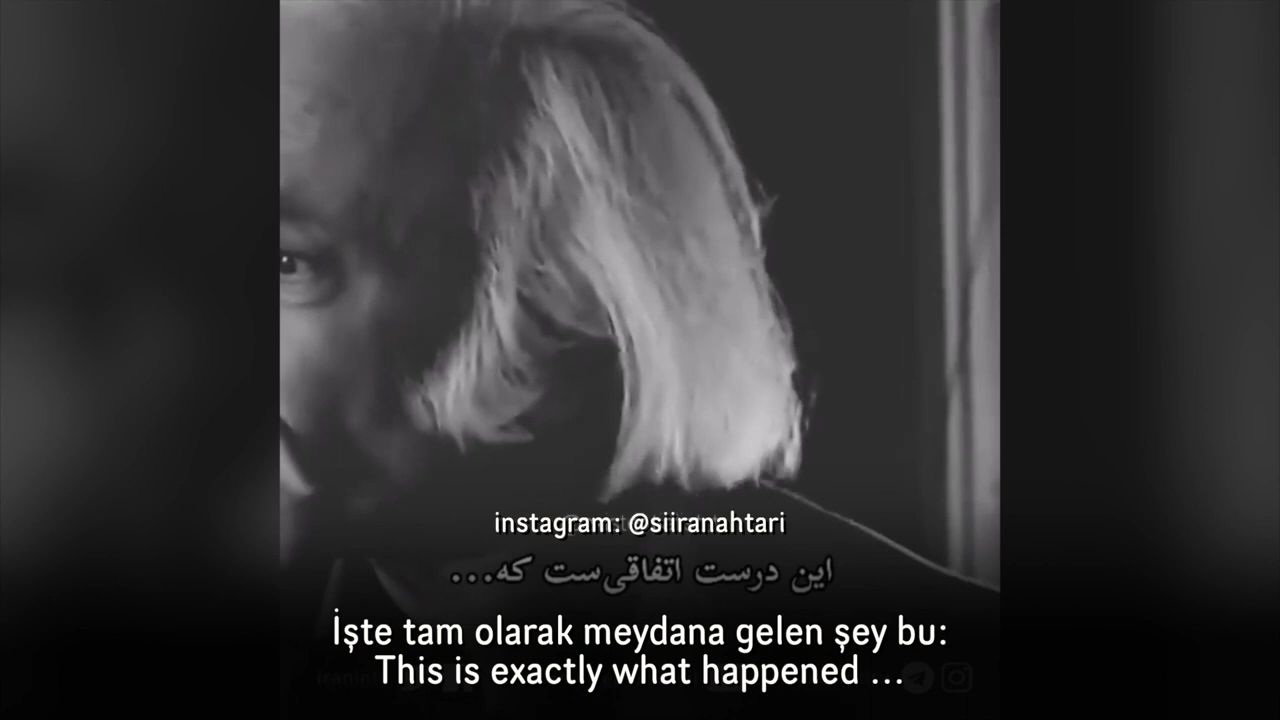 instagram: @siiranahtari
این درست اتفاقی‌ست که...
İşte tam olarak meydana gelen şey bu:
This is exactly what happened ...